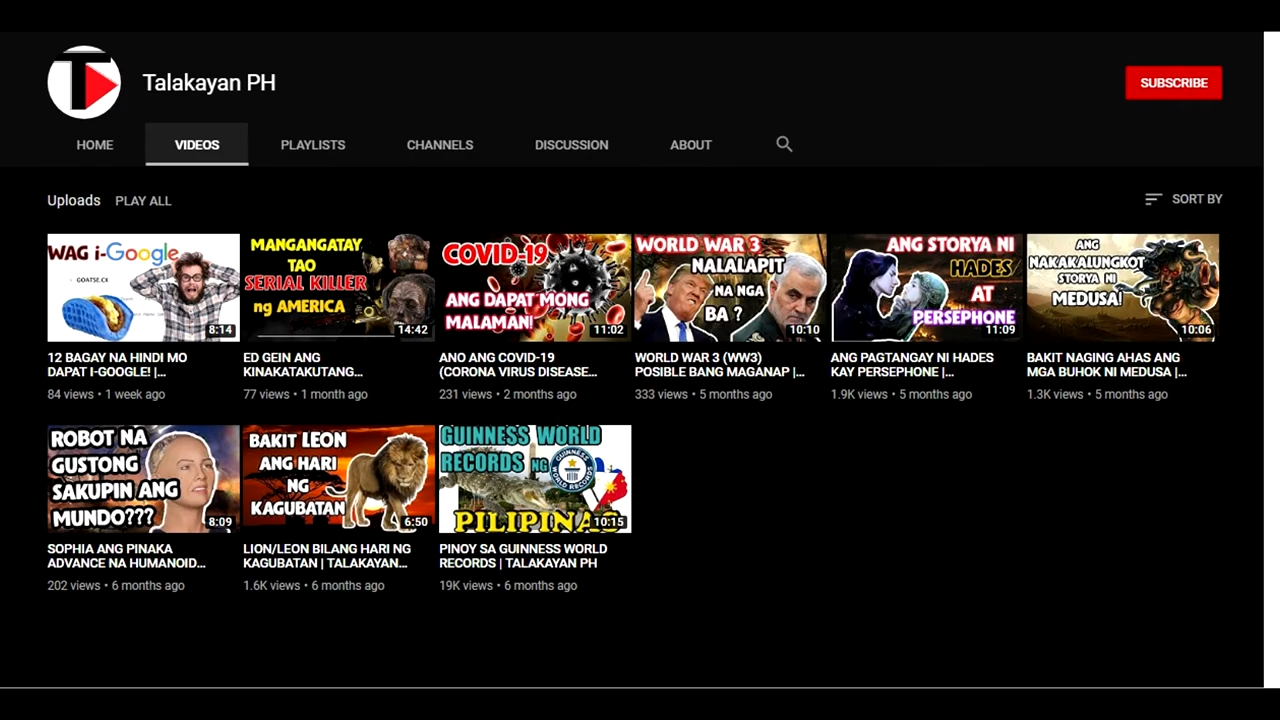 Talakayan PH
SUBSCRIBE
HOME
VIDEOS
PLAYLISTS
CHANNELS
DISCUSSION
ABOUT
Uploads
PLAY ALL
SORT BY
WAG i-Google
GOATSE.CX
8:14
12 BAGAY NA HINDI MO
DAPAT I-GOOGLE! |...
84 views • 1 week ago
MANGANGATAY
TAO
SERIAL KILLER
ng AMERICA
14:42
ED GEIN ANG
KINAKATAKUTANG...
77 views • 1 month ago
COVID-19
ANG DAPAT MONG
MALAMAN!
11:02
ANO ANG COVID-19
(CORONA VIRUS DISEASE...
231 views • 2 months ago
WORLD WAR 3
NALALAPIT
NA NGA
BA ?
10:10
WORLD WAR 3 (WW3)
POSIBLE BANG MAGANAP |...
333 views • 5 months ago
ANG STORYA NI
HADES
AT
PERSEPHONE
11:09
ANG PAGTANGAY NI HADES
KAY PERSEPHONE |...
1.9K views • 5 months ago
ANG
NAKAKALUNGKOT
STORYA NI
MEDUSA!
10:06
BAKIT NAGING AHAS ANG
MGA BUHOK NI MEDUSA |...
1.3K views • 5 months ago
ROBOT NA
GUSTONG
SAKUPIN ANG
MUNDO???
8:09
SOPHIA ANG PINAKA
ADVANCE NA HUMANOID...
202 views • 6 months ago
BAKIT LEON
ANG HARI
NG
KAGUBATAN
6:50
LION/LEON BILANG HARI NG
KAGUBATAN | TALAKAYAN...
1.6K views • 6 months ago
GUINNESS WORLD
RECORDS NG
PILIPINAS
10:15
PINOY SA GUINNESS WORLD
RECORDS | TALAKAYAN PH
19K views • 6 months ago